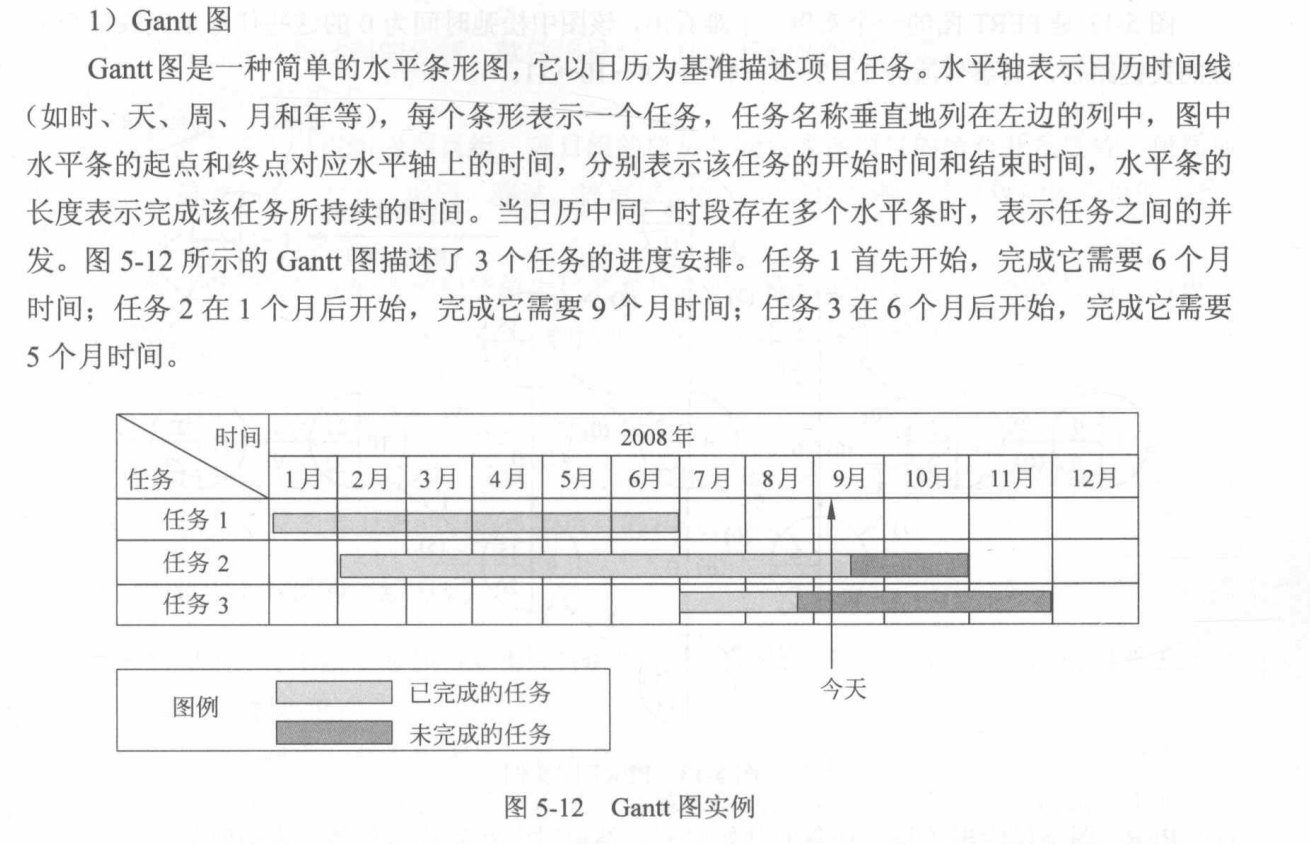 1）Gantt 图
Gantt图是一种简单的水平条形图，它以日历为基准描述项目任务。水平轴表示日历时间线
（如时、天、周、月和年等），每个条形表示一个任务，任务名称垂直地列在左边的列中，图中
水平条的起点和终点对应水平轴上的时间，分别表示该任务的开始时间和结束时间，水平条的
长度表示完成该任务所持续的时间。当日历中同一时段存在多个水平条时，表示任务之间的并
发。图 5-12 所示的 Gantt 图描述了 3 个任务的进度安排。任务 1 首先开始，完成它需要 6 个月
时间；任务 2 在 1 个月后开始，完成它需要 9 个月时间；任务 3 在 6 个月后开始，完成它需要
5 个月时间。
时间 2008 年
任务 1月 2月 3月 4月 5月 6月 7月 8月 9月 10月 11月 12月
任务 1
任务 2
任务 3
今天
图例 已完成的任务
未完成的任务
图 5-12 Gantt 图实例